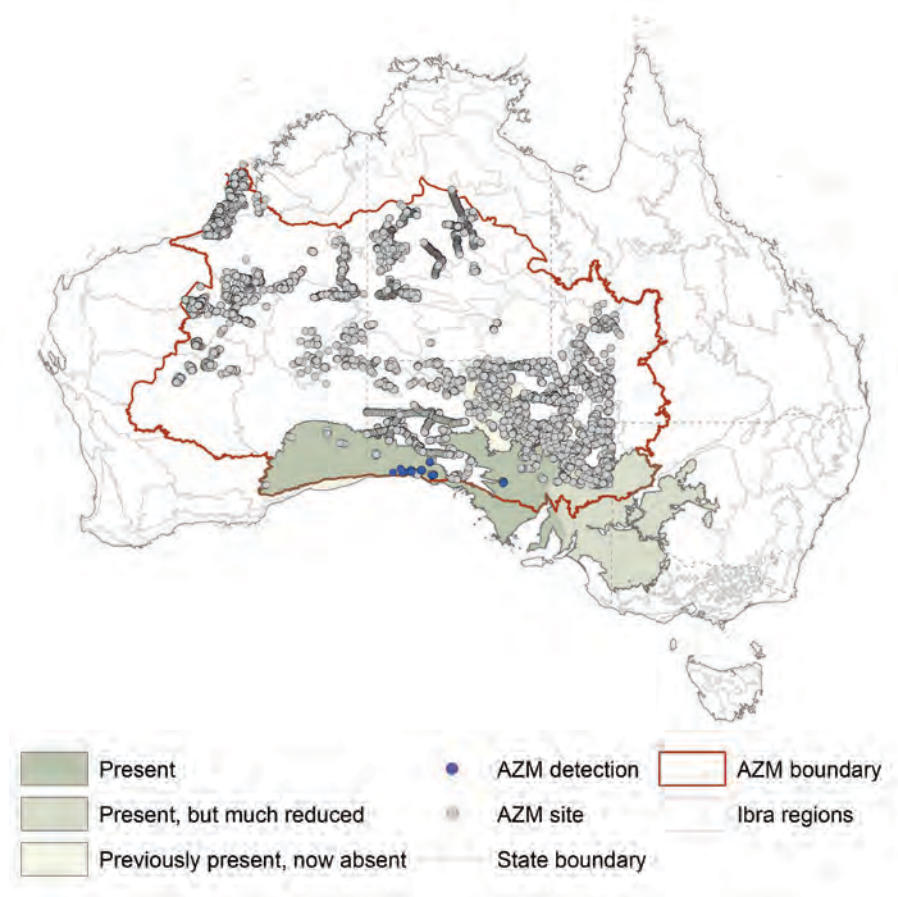 Present
Present, but much reduced
Previously present, now absent
AZM detection
AZM site
State boundary
AZM boundary
Ibra regions